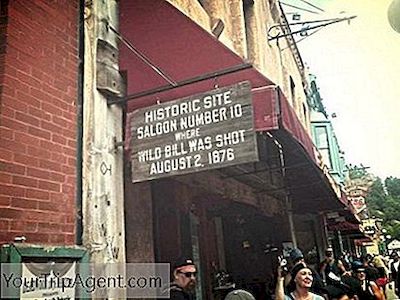 HISTORIC SITE
SALOON NUMBER 10
WHERE
WILD BILL WAS SHOT
AUGUST 2, 1876
YourTripAgent.com